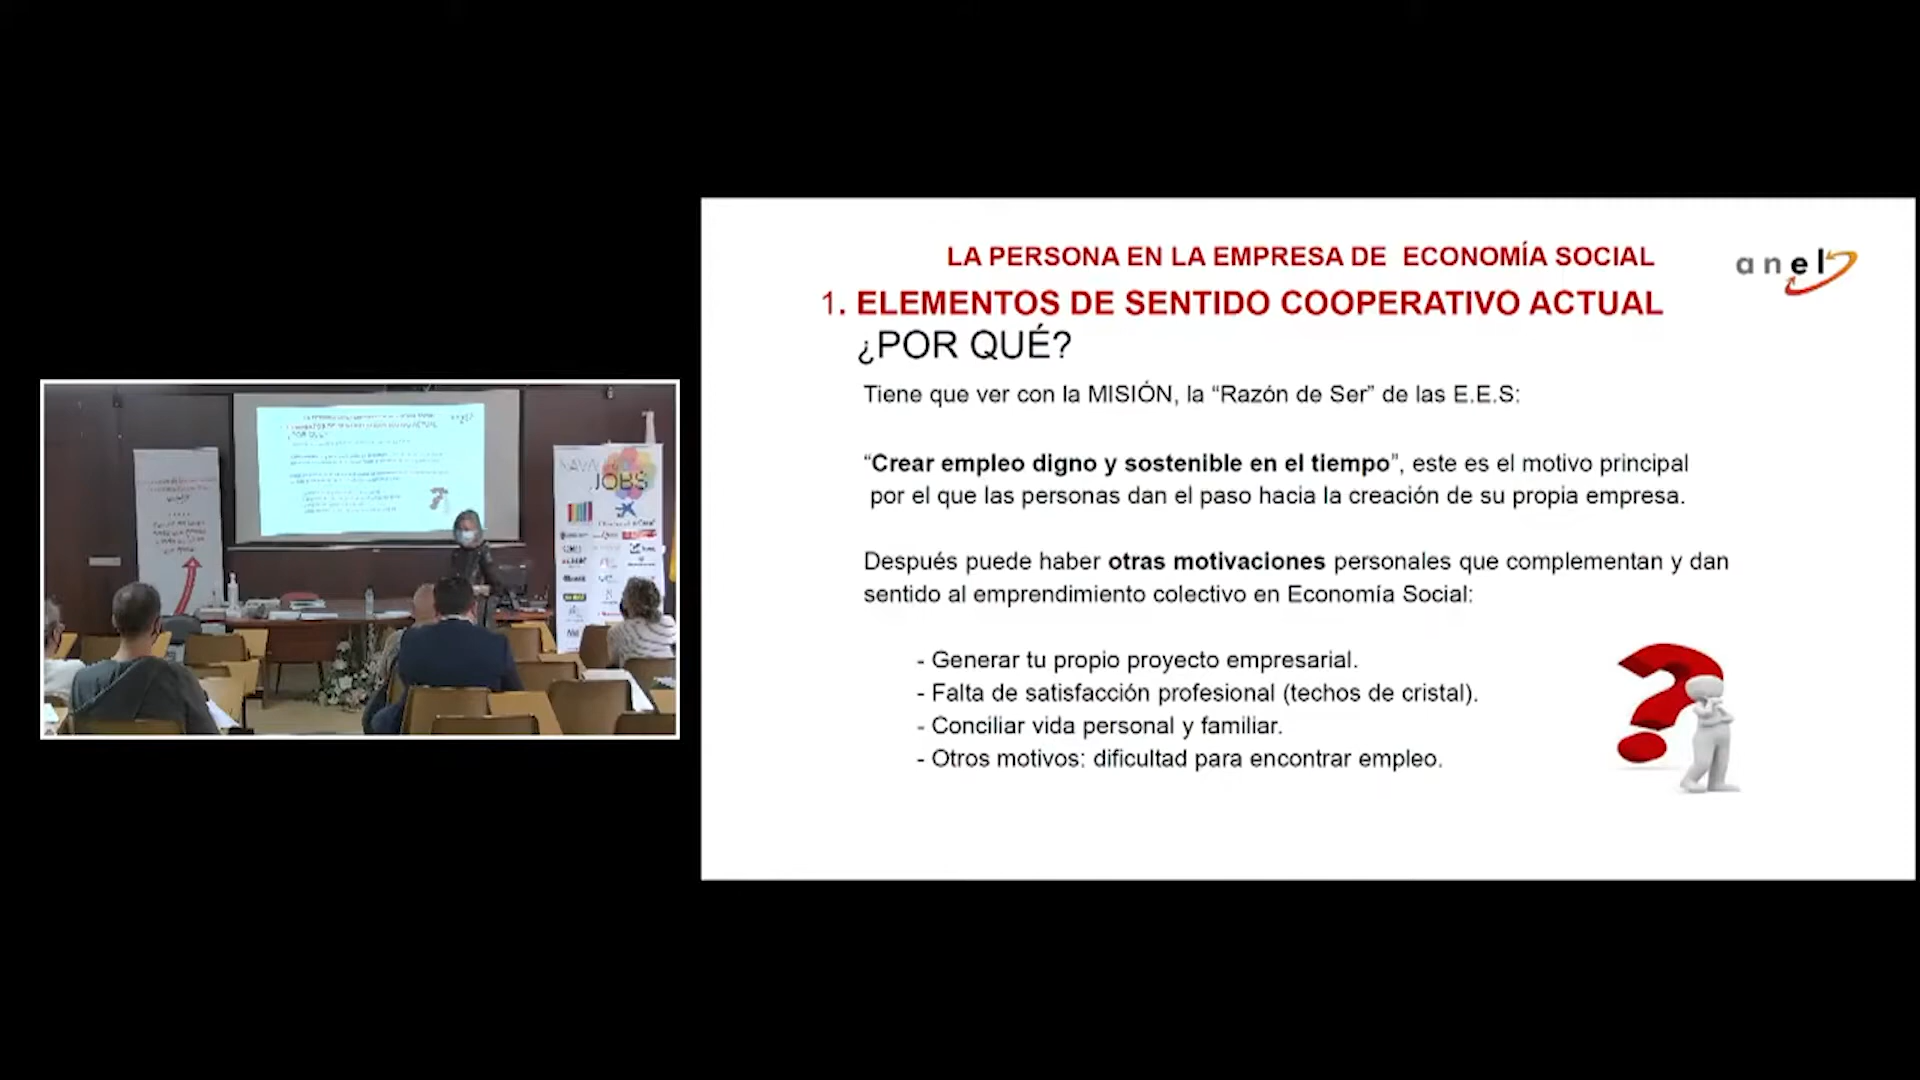 LA PERSONA EN LA EMPRESA DE ECONOMÍA SOCIAL
anel
1. ELEMENTOS DE SENTIDO COOPERATIVO ACTUAL
¿POR QUÉ?
Tiene que ver con la MISIÓN, la “Razón de Ser” de las E.E.S:
“Crear empleo digno y sostenible en el tiempo”, este es el motivo principal
por el que las personas dan el paso hacia la creación de su propia empresa.
Después puede haber otras motivaciones personales que complementan y dan
sentido al emprendimiento colectivo en Economía Social:
- Generar tu propio proyecto empresarial.
- Falta de satisfacción profesional (techos de cristal).
- Conciliar vida personal y familiar.
- Otros motivos: dificultad para encontrar empleo.
JOBS